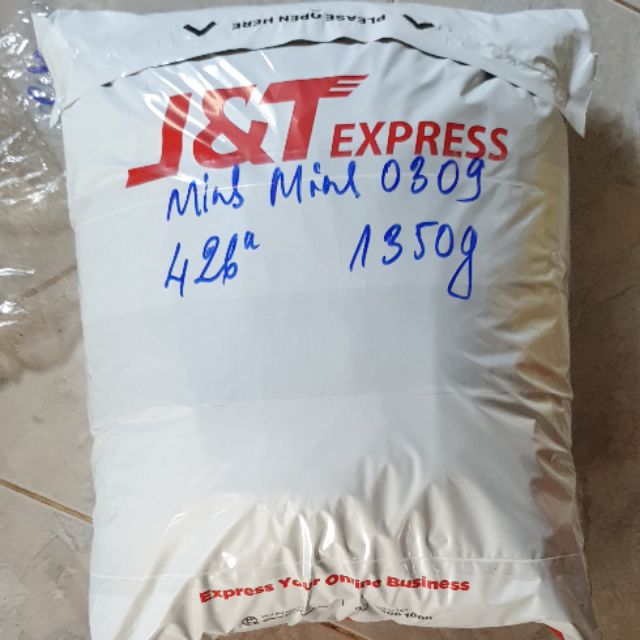 PLEASE OPEN HERE
J&T EXPRESS
Minh Minh 0309
426ᵃ 1350g
Express Your Online Business